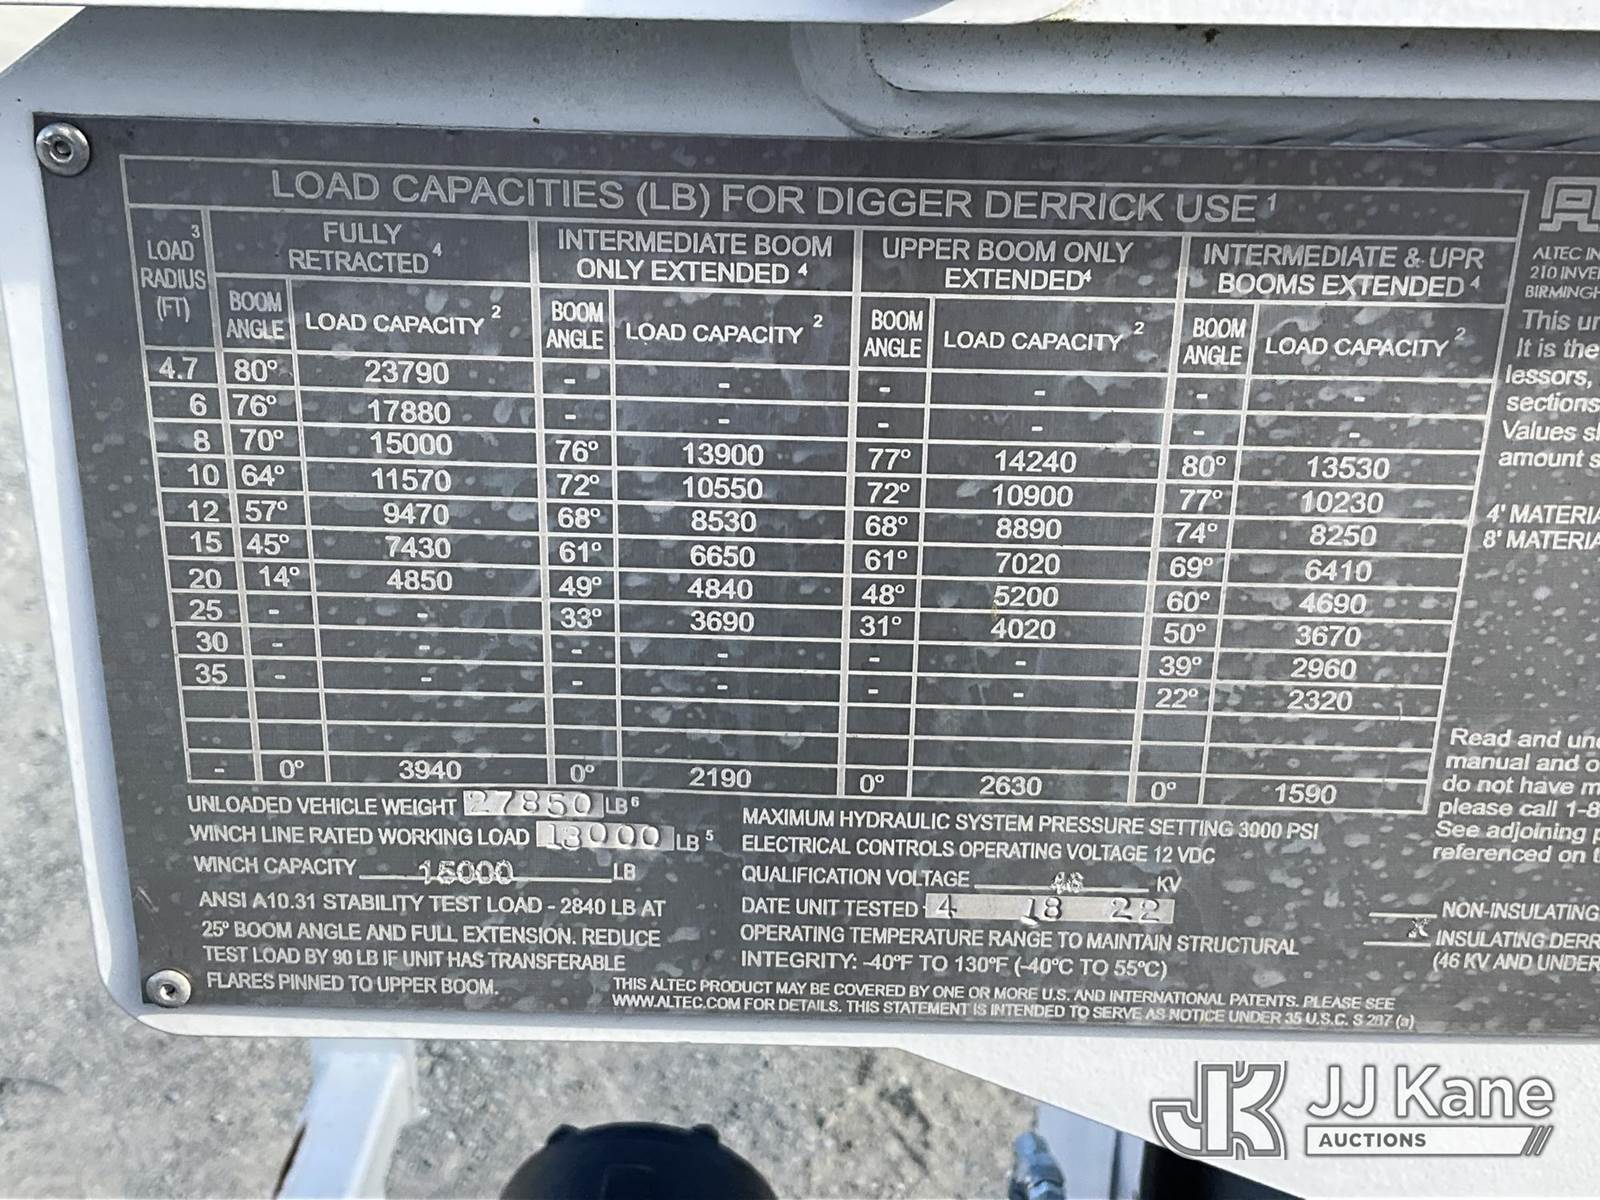 LOAD CAPACITIES (LB) FOR DIGGER DERRICK USE 1
LOAD 3 RADIUS (FT)
FULLY RETRACTED 4
INTERMEDIATE BOOM ONLY EXTENDED 4
UPPER BOOM ONLY EXTENDED 4
INTERMEDIATE & UPR BOOMS EXTENDED 4
BOOM ANGLE LOAD CAPACITY 2 BOOM ANGLE LOAD CAPACITY 2 BOOM ANGLE LOAD CAPACITY 2 BOOM ANGLE LOAD CAPACITY 2
4.7 80° 23790 - - - - - -
6 76° 17880 - - - - - -
8 70° 15000 76° 13900 77° 14240 80° 13530
10 64° 11570 72° 10550 72° 10900 77° 10230
12 57° 9470 68° 8530 68° 8890 74° 8250
15 45° 7430 61° 6650 61° 7020 69° 6410
20 14° 4850 49° 4840 48° 5200 60° 4690
25 - - 33° 3690 31° 4020 50° 3670
30 - - - - - - 39° 2960
35 - - - - - - 22° 2320
- 0° 3940 0° 2190 0° 2630 0° 1590
UNLOADED VEHICLE WEIGHT 27850 LB 6
WINCH LINE RATED WORKING LOAD 13000 LB 5
WINCH CAPACITY 15000 LB
ANSI A10.31 STABILITY TEST LOAD - 2840 LB AT
25° BOOM ANGLE AND FULL EXTENSION. REDUCE
TEST LOAD BY 90 LB IF UNIT HAS TRANSFERABLE
FLARES PINNED TO UPPER BOOM.
MAXIMUM HYDRAULIC SYSTEM PRESSURE SETTING 3000 PSI
ELECTRICAL CONTROLS OPERATING VOLTAGE 12 VDC
QUALIFICATION VOLTAGE 46 KV
DATE UNIT TESTED 4 18 22
OPERATING TEMPERATURE RANGE TO MAINTAIN STRUCTURAL
INTEGRITY: -40°F TO 130°F (-40°C TO 55°C)
THIS ALTEC PRODUCT MAY BE COVERED BY ONE OR MORE U.S. AND INTERNATIONAL PATENTS. PLEASE SEE
WWW.ALTEC.COM FOR DETAILS. THIS STATEMENT IS INTENDED TO SERVE AS NOTICE UNDER 35 U.S.C. S 287 (a)
ALTEC IN
210 INVE
BIRMINGH
This un
It is the
lessors,
sections
Values s
amount s
4' MATERIA
8' MATERIA
Read and und
manual and o
do not have m
please call 1-8
See adjoining p
referenced on t
NON-INSULATING
X INSULATING DERR
(46 KV AND UNDER
JK JJ Kane
AUCTIONS